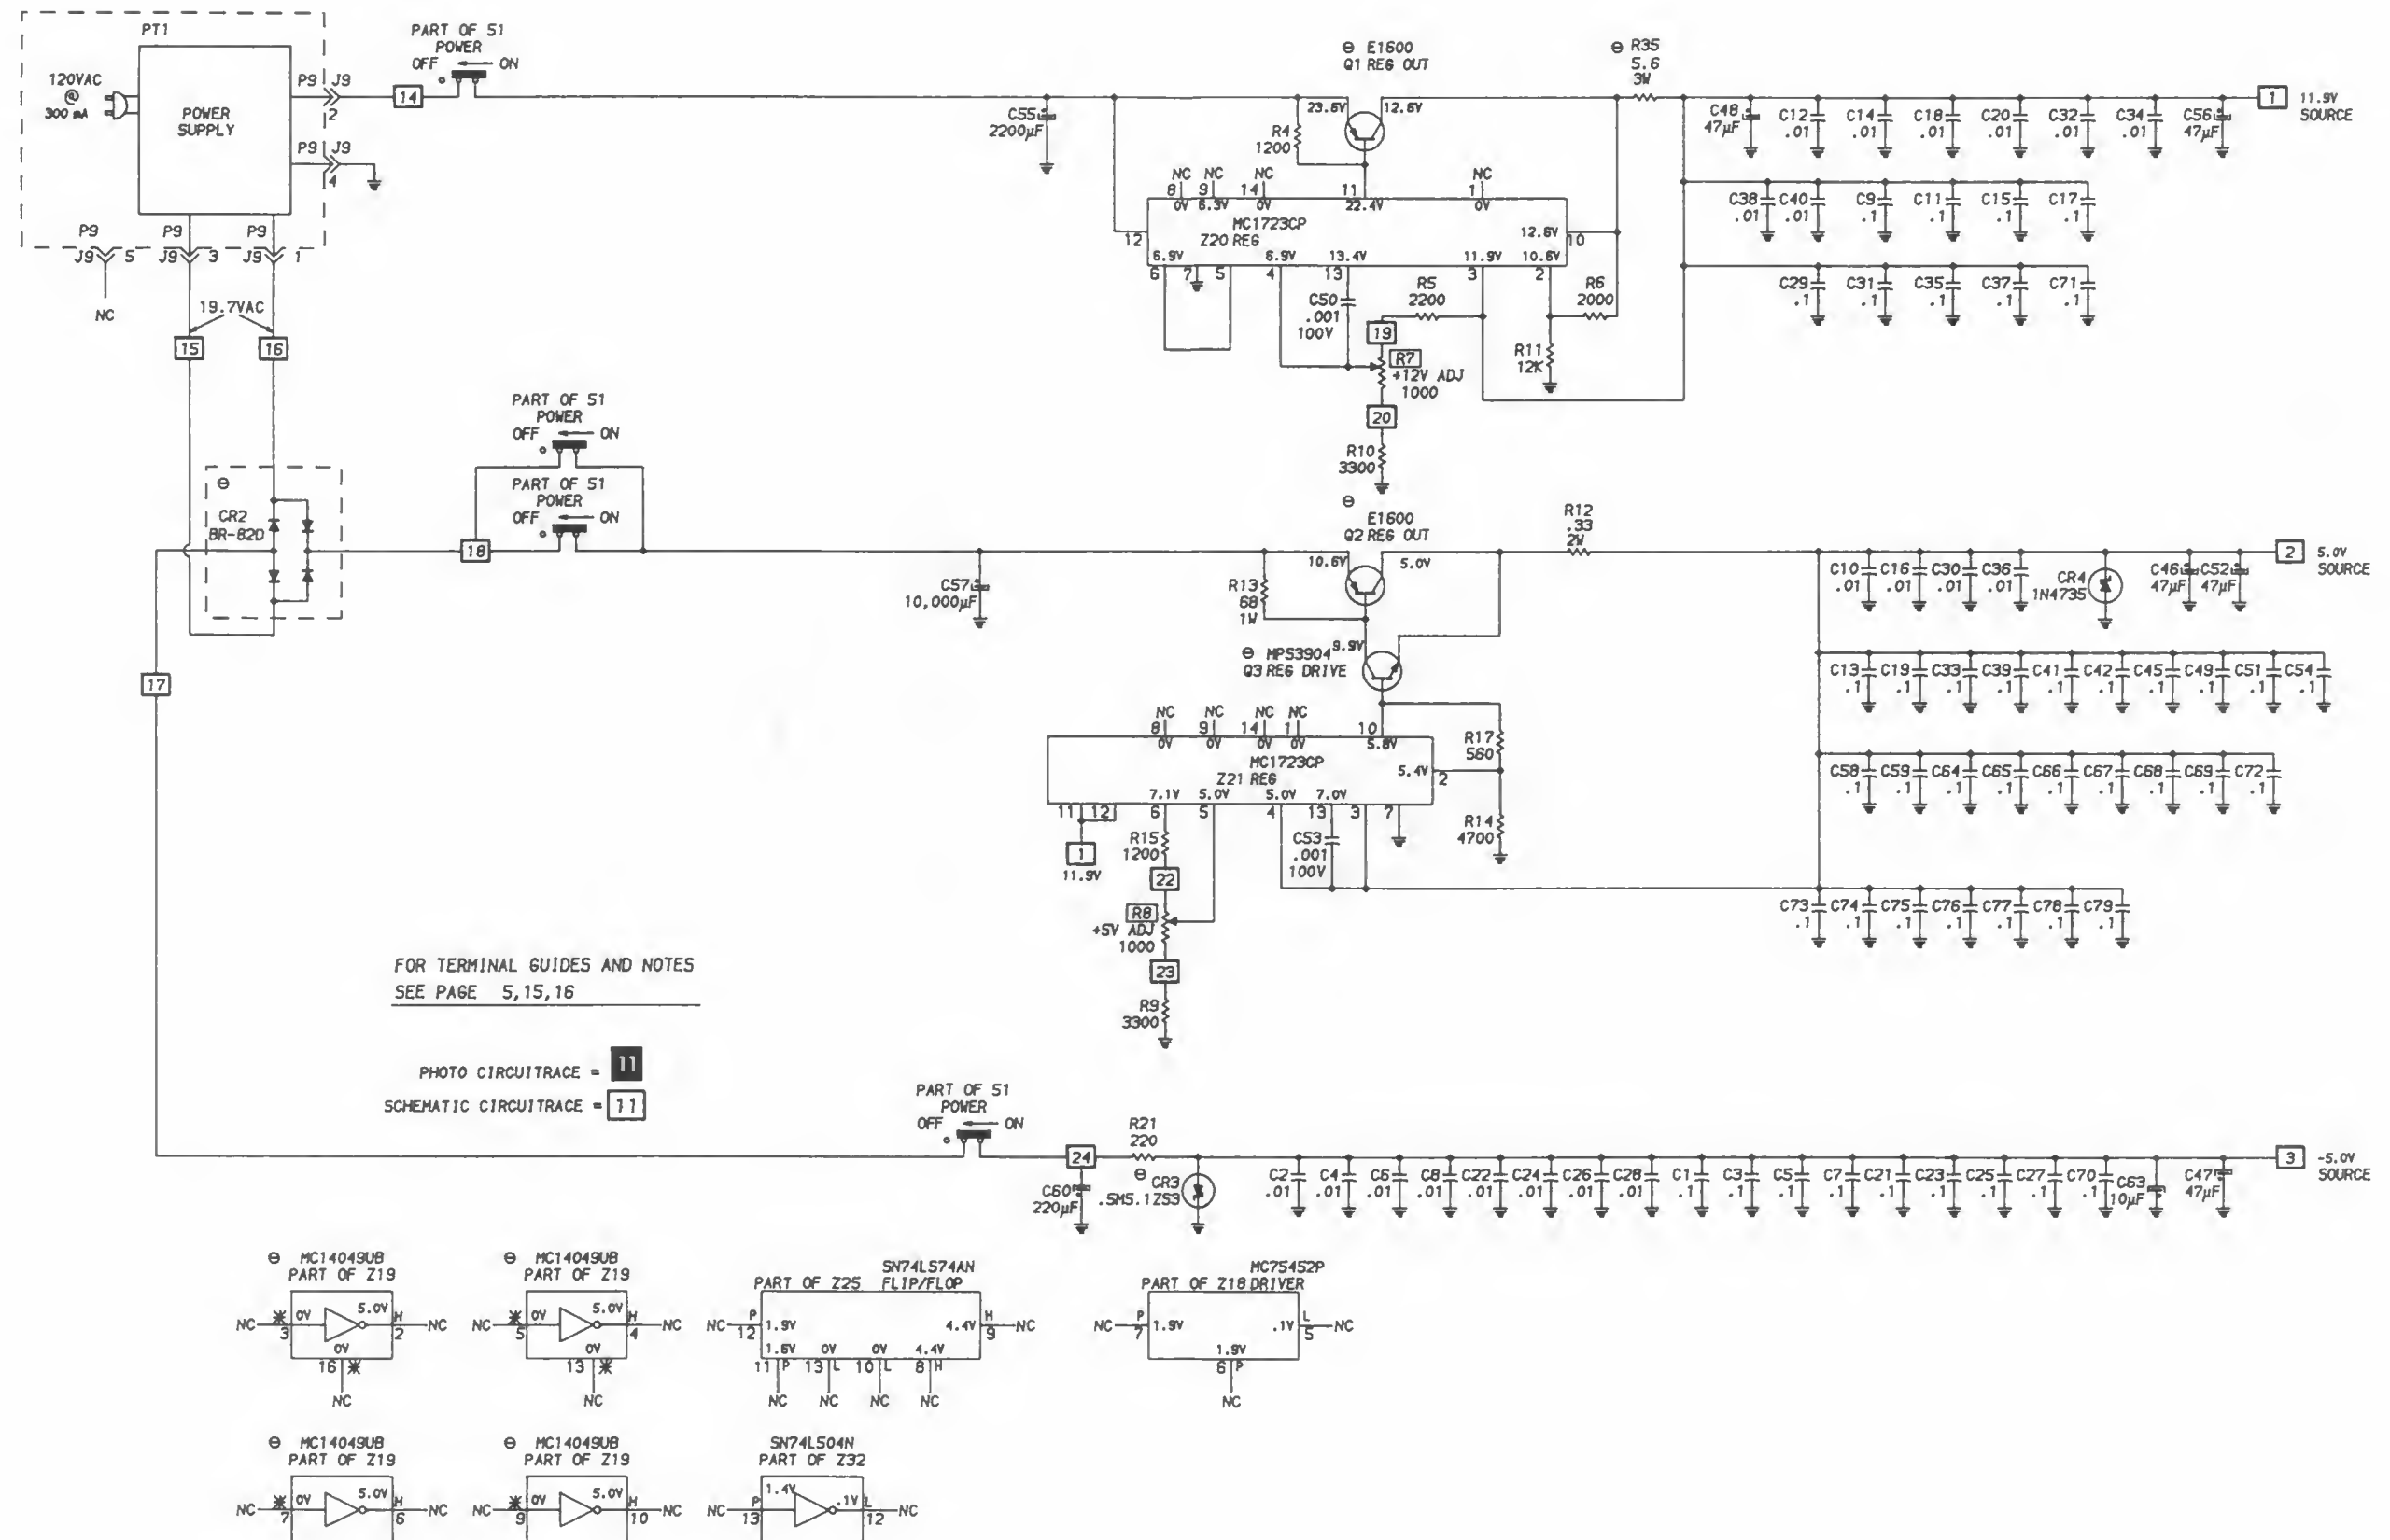 PT1
120VAC
@
300 mA
POWER
SUPPLY
P9 J9
2
P9 J9
4
P9
J9 5
NC
P9
J9 3
P9
J9 1
19.7VAC
15
16
14
PART OF S1
POWER
OFF ON
C55
2200µF
⊖ E1600
Q1 REG OUT
23.6V
12.6V
R4
1200
⊖ R35
5.6
3W
NC
NC
NC
NC
8 9 14 11 1
0V 6.3V 0V 22.4V 0V
MC1723CP
Z20 REG
12
12.6V
10
6.9V 6.9V 13.4V 11.9V 10.6V
6 7 5 4 13 3 2
C50
.001
100V
R5
2200
R6
2000
19
R7
+12V ADJ
1000
R11
12K
20
R10
3300
C48
47µF
C12
.01
C14
.01
C18
.01
C20
.01
C32
.01
C34
.01
C56
47µF
1
11.9V
SOURCE
C38
.01
C40
.01
C9
.1
C11
.1
C15
.1
C17
.1
C29
.1
C31
.1
C35
.1
C37
.1
C71
.1
PART OF S1
POWER
OFF ON
PART OF S1
POWER
OFF ON
⊖
CR2
BR-82D
18
17
C57
10,000µF
⊖
E1600
Q2 REG OUT
10.6V
5.0V
R13
68
1W
R12
.33
2W
9.9V
⊖ MPS3904
Q3 REG DRIVE
NC
NC
NC
NC
8 9 14 1 10
0V 0V 0V 0V 5.8V
MC1723CP
Z21 REG
5.4V
2
R17
560
R14
4700
7.1V 5.0V 5.0V 7.0V
11 12 6 5 4 13 3 7
1
11.9V
R15
1200
22
R8
+5V ADJ
1000
23
R9
3300
C53
.001
100V
C10
.01
C16
.01
C30
.01
C36
.01
CR4
1N4735
C46
47µF
C52
47µF
2
5.0V
SOURCE
C13
.1
C19
.1
C33
.1
C39
.1
C41
.1
C42
.1
C45
.1
C49
.1
C51
.1
C54
.1
C58
.1
C59
.1
C64
.1
C65
.1
C66
.1
C67
.1
C68
.1
C69
.1
C72
.1
C73
.1
C74
.1
C75
.1
C76
.1
C77
.1
C78
.1
C79
.1
FOR TERMINAL GUIDES AND NOTES
SEE PAGE 5,15,16
PHOTO CIRCUITRACE = 11
SCHEMATIC CIRCUITRACE = 11
PART OF S1
POWER
OFF ON
24
C60
220µF
R21
220
⊖ CR3
.5M5.1ZS3
C2
.01
C4
.01
C6
.01
C8
.01
C22
.01
C24
.01
C26
.01
C28
.01
C1
.1
C3
.1
C5
.1
C7
.1
C21
.1
C23
.1
C25
.1
C27
.1
C70
.1
C63
10µF
C47
47µF
3
-5.0V
SOURCE
⊖ MC14049UB
PART OF Z19
NC * 3 0V 5.0V H 2 NC
0V
16 *
NC
⊖ MC14049UB
PART OF Z19
NC * 5 0V 5.0V H 4 NC
0V
13 *
NC
SN74LS74AN
PART OF Z25 FLIP/FLOP
NC P 12 1.9V 4.4V H 9 NC
1.6V 0V 0V 4.4V
11 P 13 L 10 L 8 H
NC NC NC NC
MC75452P
PART OF Z18 DRIVER
NC P 7 1.9V .1V L 5 NC
1.9V
6 P
NC
⊖ MC14049UB
PART OF Z19
NC * 7 0V 5.0V H 6 NC
⊖ MC14049UB
PART OF Z19
NC * 9 0V 5.0V H 10 NC
SN74LS04N
PART OF Z32
NC P 13 1.4V .1V L 12 NC